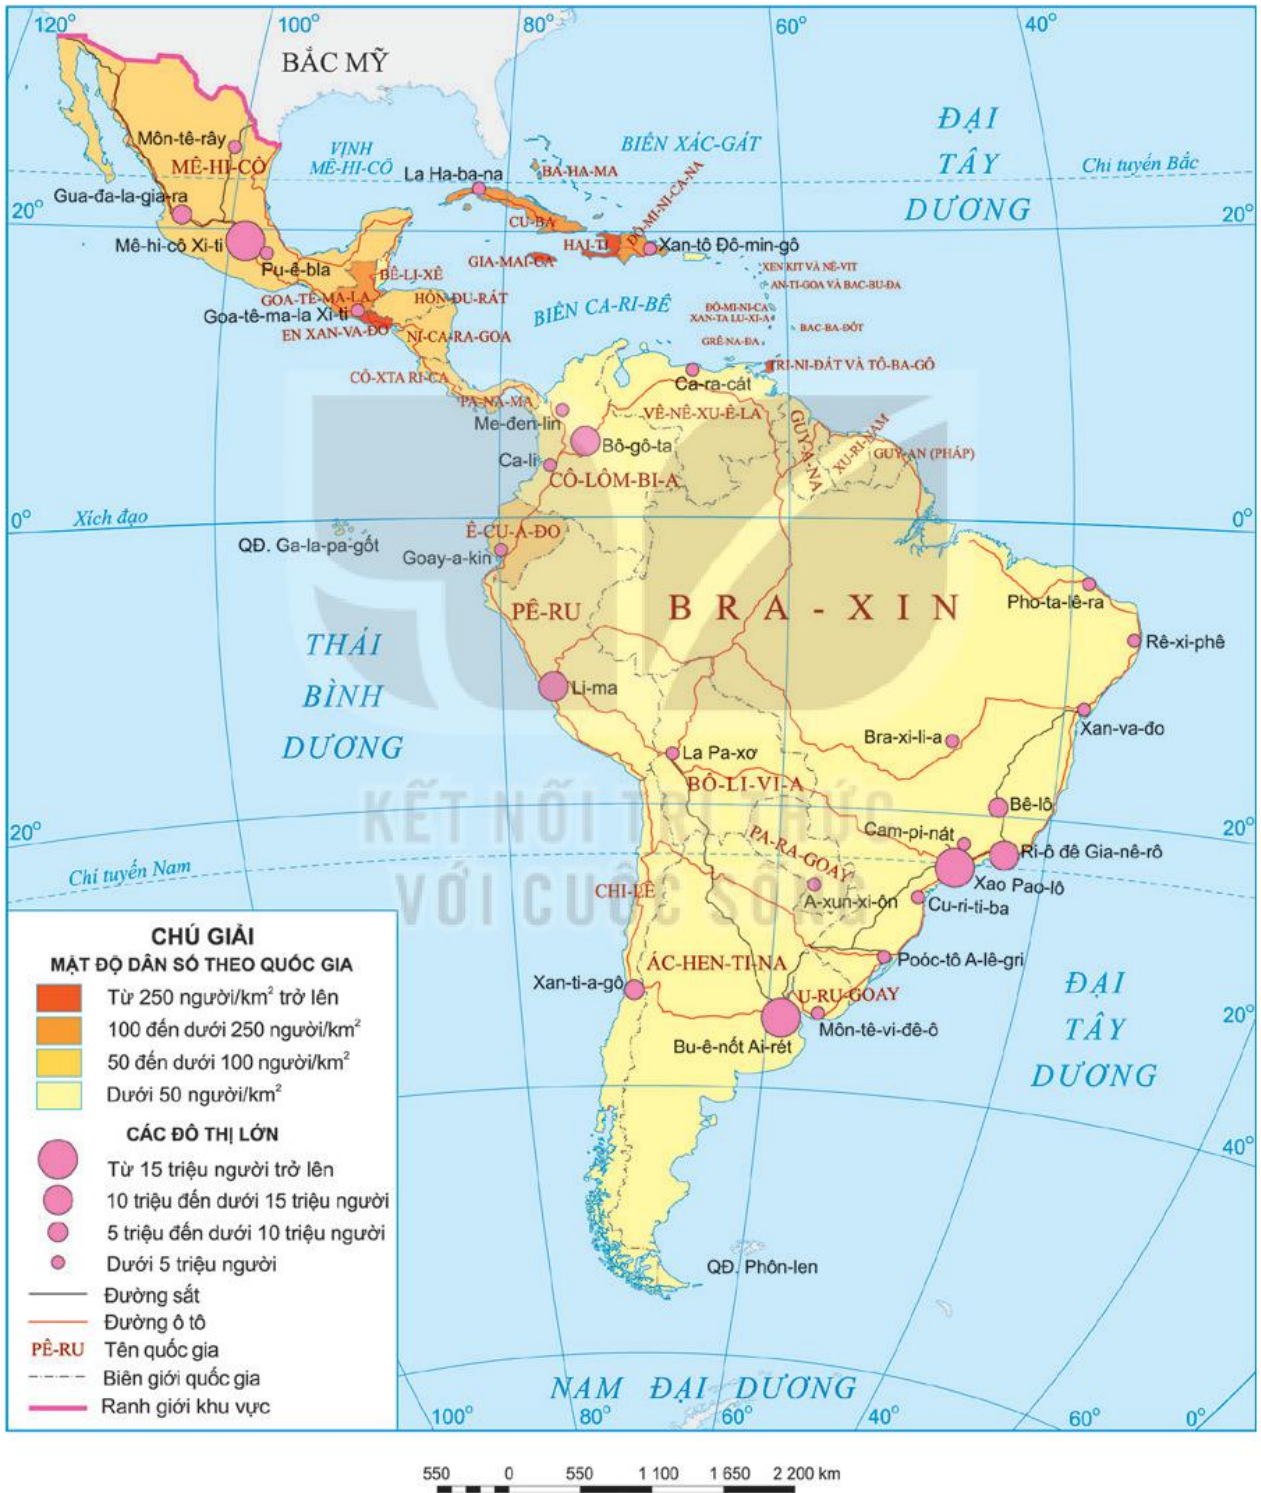 120°
100°
80°
60°
40°
BẮC MỸ
ĐẠI
TÂY
DƯƠNG
Môn-tê-rây
VỊNH
MÊ-HI-CÔ
BIỂN XÁC-GÁT
Chí tuyến Bắc
MÊ-HI-CÔ
La Ha-ba-na
BA-HA-MA
ĐÔ-MI-NI-CA-NA
Gua-đa-la-gia-ra
20°
20°
CU-BA
Mê-hi-cô Xi-ti
HAI-TI
Xan-tô Đô-min-gô
Pu-ê-bla
BÊ-LI-XÊ
GIA-MAI-CA
XEN KIT VÀ NÊ-VIT
AN-TI-GOA VÀ BAC-BU-ĐA
GOA-TÊ-MA-LA
HÔN-ĐU-RÁT
Goa-tê-ma-la Xi-ti
BIỂN CA-RI-BÊ
ĐÔ-MI-NI-CA
XAN-TA LU-XI-A
BAC-BA-ĐÔT
EN XAN-VA-ĐO
NI-CA-RA-GOA
GRÊ-NA-ĐA
TRI-NI-ĐÁT VÀ TÔ-BA-GÔ
CÔ-XTA RI-CA
Ca-ra-cát
PA-NA-MA
Me-đen-lin
VÊ-NÊ-XU-Ê-LA
GUY-A-NA
XU-RI-NAM
GUY-AN (PHÁP)
Bô-gô-ta
Ca-li
CÔ-LÔM-BI-A
0°
Xích đạo
0°
Ê-CU-A-ĐO
QĐ. Ga-la-pa-gốt
Goay-a-kin
PÊ-RU
BRA-XIN
Pho-ta-lê-ra
THÁI
BÌNH
DƯƠNG
Rê-xi-phê
Li-ma
Xan-va-đo
Bra-xi-li-a
La Pa-xơ
BÔ-LI-VI-A
KẾT NỐI TRI THỨC
VỚI CUỘC SỐNG
Bê-lô
20°
20°
Cam-pi-nát
PA-RA-GOAY
Ri-ô đê Gia-nê-rô
Chí tuyến Nam
Xao Pao-lô
CHI-LÊ
A-xun-xi-ôn
Cu-ri-ti-ba
ÁC-HEN-TI-NA
Poóc-tô A-lê-gri
Xan-ti-a-gô
U-RU-GOAY
ĐẠI
TÂY
DƯƠNG
20°
Môn-tê-vi-đê-ô
Bu-ê-nốt Ai-rét
40°
QĐ. Phôn-len
NAM ĐẠI DƯƠNG
100°
80°
60°
40°
60°
0°
CHÚ GIẢI
MẬT ĐỘ DÂN SỐ THEO QUỐC GIA
Từ 250 người/km² trở lên
100 đến dưới 250 người/km²
50 đến dưới 100 người/km²
Dưới 50 người/km²
CÁC ĐÔ THỊ LỚN
Từ 15 triệu người trở lên
10 triệu đến dưới 15 triệu người
5 triệu đến dưới 10 triệu người
Dưới 5 triệu người
Đường sắt
Đường ô tô
PÊ-RU Tên quốc gia
Biên giới quốc gia
Ranh giới khu vực
550 0 550 1 100 1 650 2 200 km